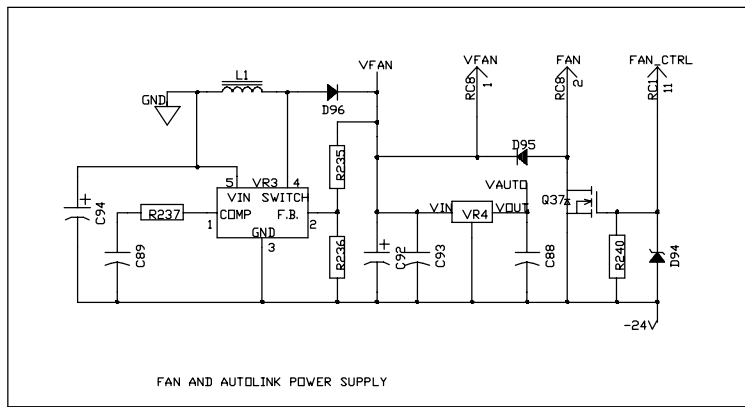 VFAN
VFAN
FAN
FAN_CTRL
L1
GND
RC8
1
RC8
2
RC1
11
D96
D95
R235
5
VR3
4
VIN
SWITCH
VAUTO
Q37
C94
R237
1
COMP
F.B.
2
VIN
VR4
VOUT
GND
3
C89
R236
C92
C93
C88
R240
D94
-24V
FAN AND AUTOLINK POWER SUPPLY